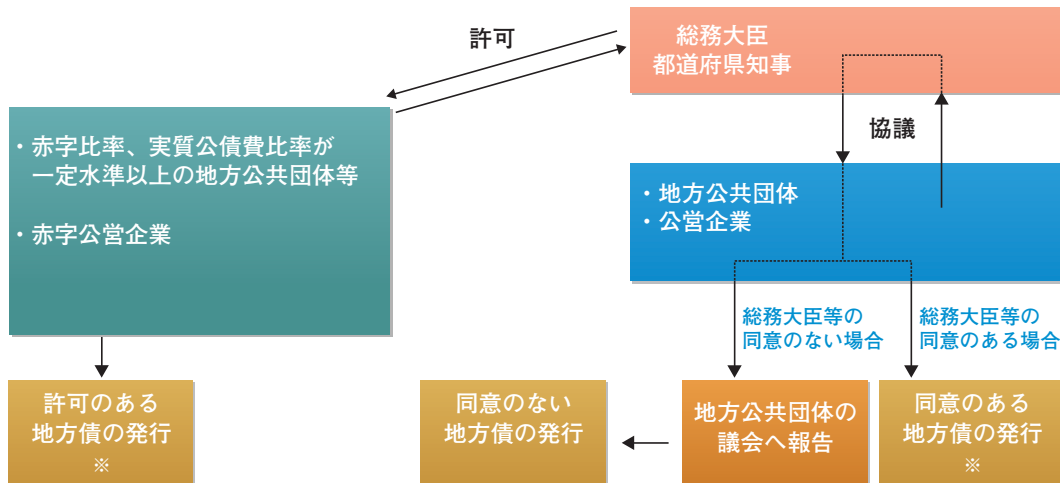 許可
総務大臣
都道府県知事
協議
・赤字比率、実質公債費比率が
一定水準以上の地方公共団体等
・赤字公営企業
・地方公共団体
・公営企業
総務大臣等の
同意のない場合
総務大臣等の
同意のある場合
許可のある
地方債の発行
※
同意のない
地方債の発行
地方公共団体の
議会へ報告
同意のある
地方債の発行
※